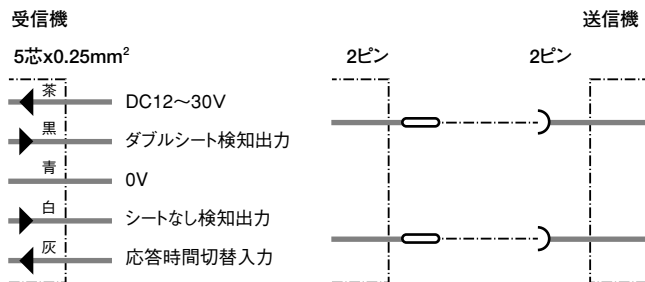 受信機
送信機
5芯x0.25mm²
2ピン
2ピン
茶
DC12～30V
黒
ダブルシート検知出力
青
0V
白
シートなし検知出力
灰
応答時間切替入力